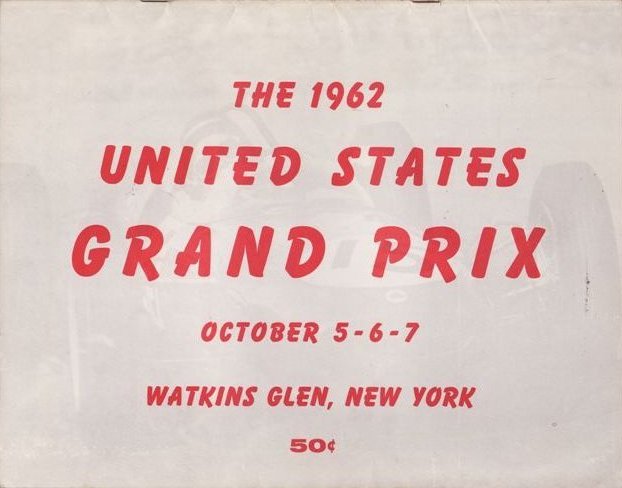 THE 1962
UNITED STATES
GRAND PRIX
OCTOBER 5-6-7
WATKINS GLEN, NEW YORK
50¢